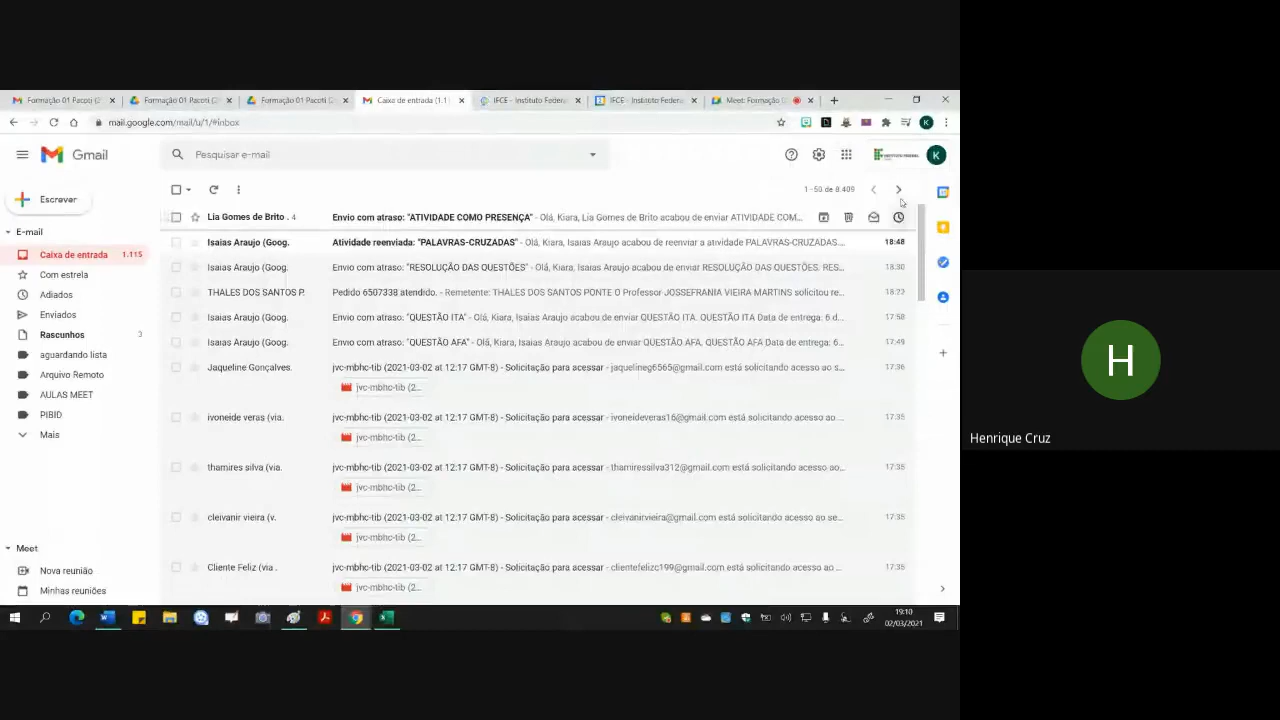 Formação 01 Pacoti (2
Formação 01 Pacoti (2
Formação 01 Pacoti (2
Caixa de entrada (1.1
IFCE - Instituto Federa
IFCE - Instituto Federa
Meet: Formação
mail.google.com/mail/u/1/#inbox
K
Gmail
Pesquisar e-mail
INSTITUTO FEDERAL
K
Escrever
1-50 de 8.409
E-mail
Caixa de entrada 1.115
Com estrela
Adiados
Enviados
Rascunhos 3
aguardando lista
Arquivo Remoto
AULAS MEET
PIBID
Mais
Meet
Nova reunião
Minhas reuniões
Lia Gomes de Brito . 4 Envio com atraso: "ATIVIDADE COMO PRESENÇA" - Olá, Kiara, Lia Gomes de Brito acabou de enviar ATIVIDADE COM...
Isaias Araujo (Goog. Atividade reenviada: "PALAVRAS-CRUZADAS" - Olá, Kiara, Isaias Araujo acabou de reenviar a atividade PALAVRAS-CRUZADAS.... 18:48
Isaias Araujo (Goog. Envio com atraso: "RESOLUÇÃO DAS QUESTÕES" - Olá, Kiara, Isaias Araujo acabou de enviar RESOLUÇÃO DAS QUESTÕES. RES... 18:30
THALES DOS SANTOS P. Pedido 6507338 atendido. - Remetente: THALES DOS SANTOS PONTE O Professor JOSSEFRANIA VIEIRA MARTINS solicitou re... 18:22
Isaias Araujo (Goog. Envio com atraso: "QUESTÃO ITA" - Olá, Kiara, Isaias Araujo acabou de enviar QUESTÃO ITA. QUESTÃO ITA Data de entrega: 6 d... 17:58
Isaias Araujo (Goog. Envio com atraso: "QUESTÃO AFA" - Olá, Kiara, Isaias Araujo acabou de enviar QUESTÃO AFA. QUESTÃO AFA Data de entrega: 6... 17:49
Jaqueline Gonçalves. jvc-mbhc-tib (2021-03-02 at 12:17 GMT-8) - Solicitação para acessar - jaquelineg6565@gmail.com está solicitando acesso ao s... 17:36
jvc-mbhc-tib (2...
ivoneide veras (via. jvc-mbhc-tib (2021-03-02 at 12:17 GMT-8) - Solicitação para acessar - ivoneideveras16@gmail.com está solicitando acesso ao ... 17:35
jvc-mbhc-tib (2...
thamires silva (via. jvc-mbhc-tib (2021-03-02 at 12:17 GMT-8) - Solicitação para acessar - thamiressilva312@gmail.com está solicitando acesso ao... 17:35
jvc-mbhc-tib (2...
cleivanir vieira (v. jvc-mbhc-tib (2021-03-02 at 12:17 GMT-8) - Solicitação para acessar - cleivanirvieira@gmail.com está solicitando acesso ao se... 17:35
jvc-mbhc-tib (2...
Cliente Feliz (via . jvc-mbhc-tib (2021-03-02 at 12:17 GMT-8) - Solicitação para acessar - clientefelizc199@gmail.com está solicitando acesso ao ... 17:35
jvc-mbhc-tib (2...
19:10
02/03/2021
H
Henrique Cruz